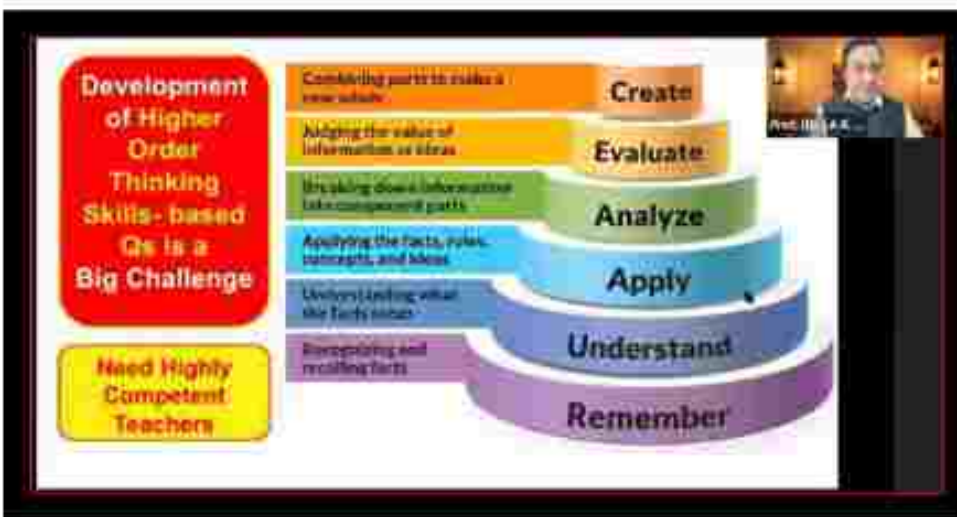 Development
of Higher
Order
Thinking
Skills- based
Qs is a
Big Challenge
Need Highly
Competent
Teachers
Combining parts to make a
new whole
Create
Judging the value of
information or ideas
Evaluate
Breaking down information
into component parts
Analyze
Applying the facts, rules,
concepts, and ideas
Apply
Understanding what
the facts mean
Understand
Recognizing and
recalling facts
Remember
Prof.